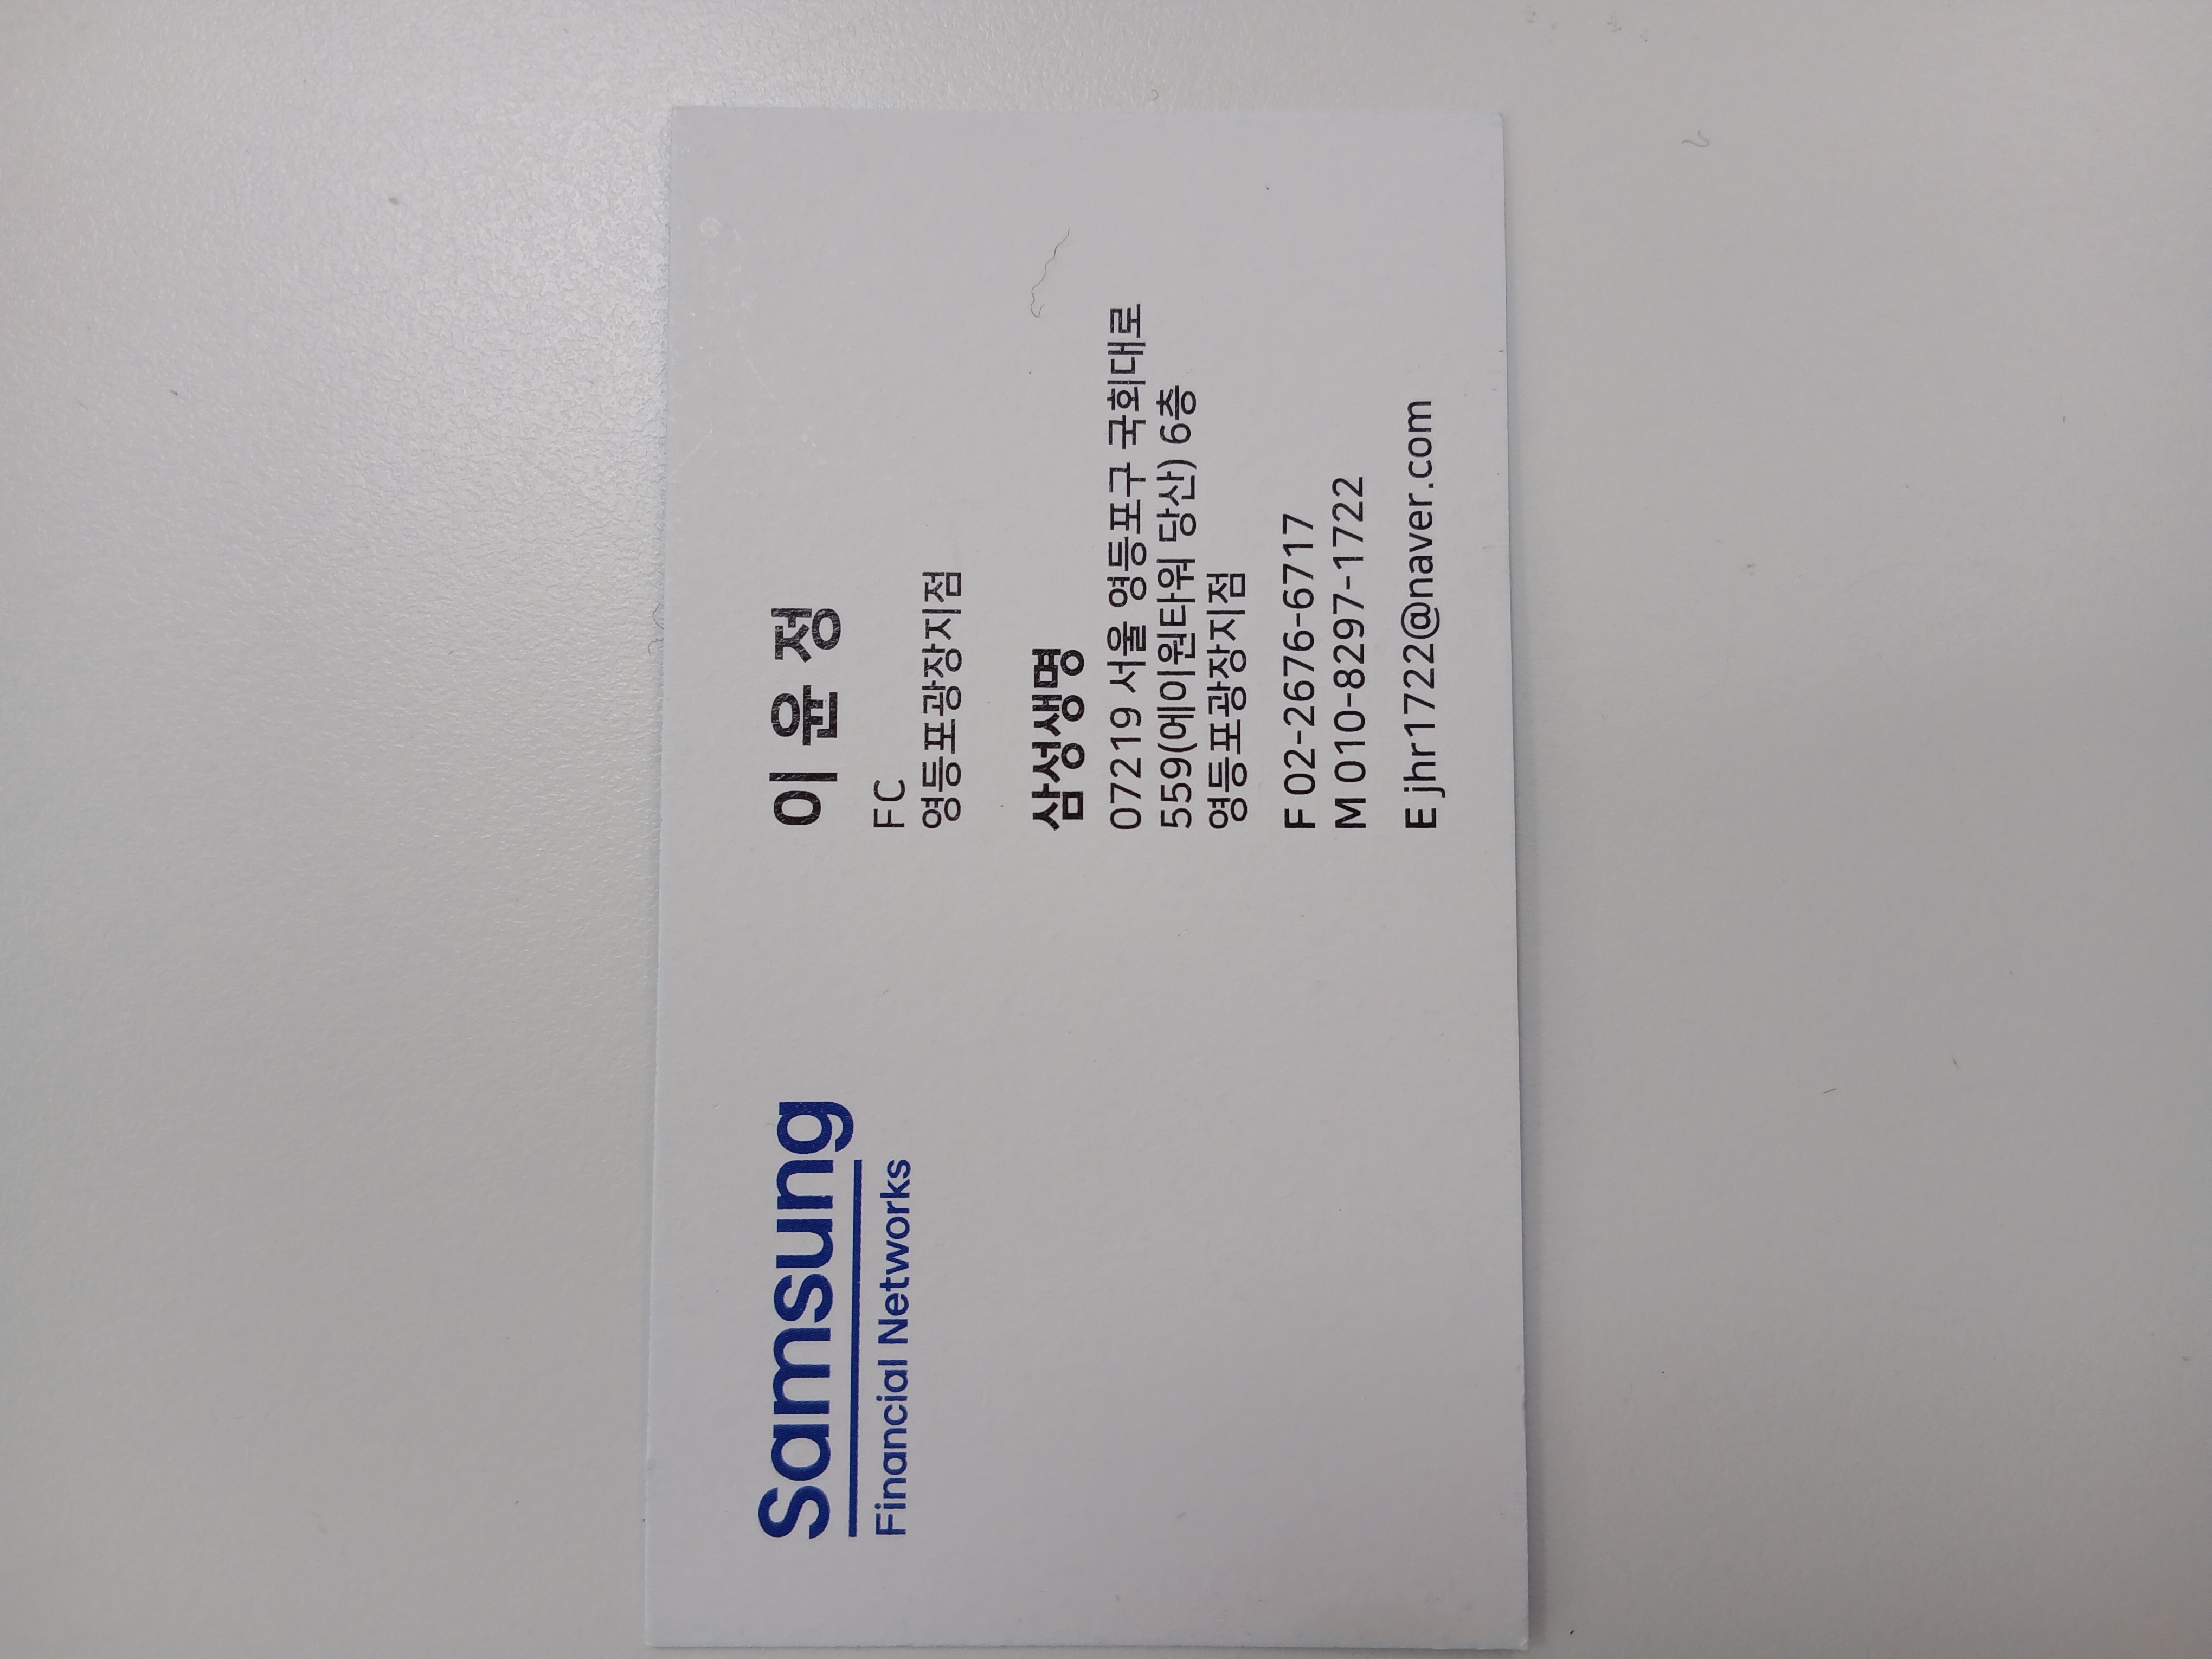 Samsung
Financial Networks
이윤정
FC
영등포광장지점
삼성생명
07219 서울 영등포구 국회대로
559(에이원타워 당산) 6층
영등포광장지점
F 02-2676-6717
M 010-8297-1722
E jhr1722@naver.com